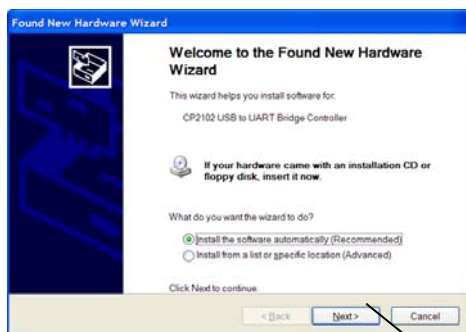 Found New Hardware Wizard
Welcome to the Found New Hardware
Wizard
This wizard helps you install software for:
CP2102 USB to UART Bridge Controller
If your hardware came with an installation CD or
floppy disk, insert it now.
What do you want the wizard to do?
Install the software automatically (Recommended)
Install from a list or specific location (Advanced)
Click Next to continue.
< Back
Next >
Cancel